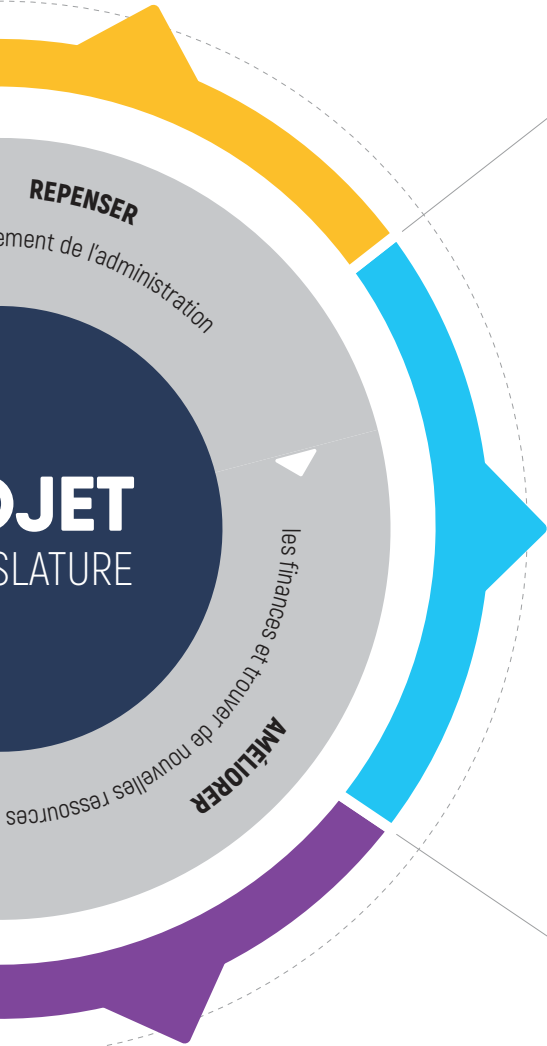 REPENSER
ement de l'administration
OJET
SLATURE
les finances et trouver de nouvelles ressources
AMÉLIORER